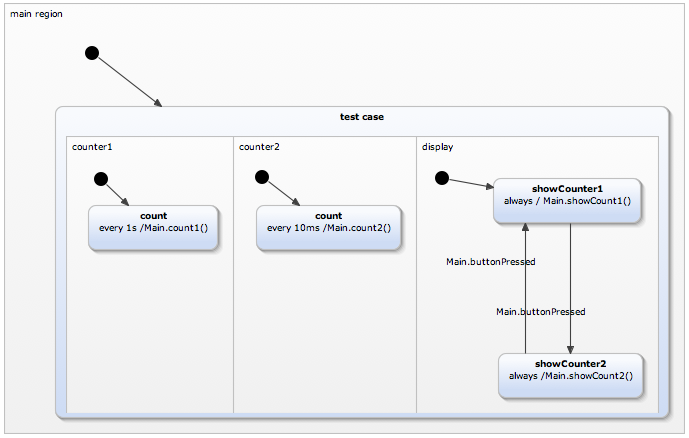 main region
test case
counter1
count
every 1s /Main.count1()
counter2
count
every 10ms /Main.count2()
display
showCounter1
always / Main.showCount1()
Main.buttonPressed
Main.buttonPressed
showCounter2
always /Main.showCount2()